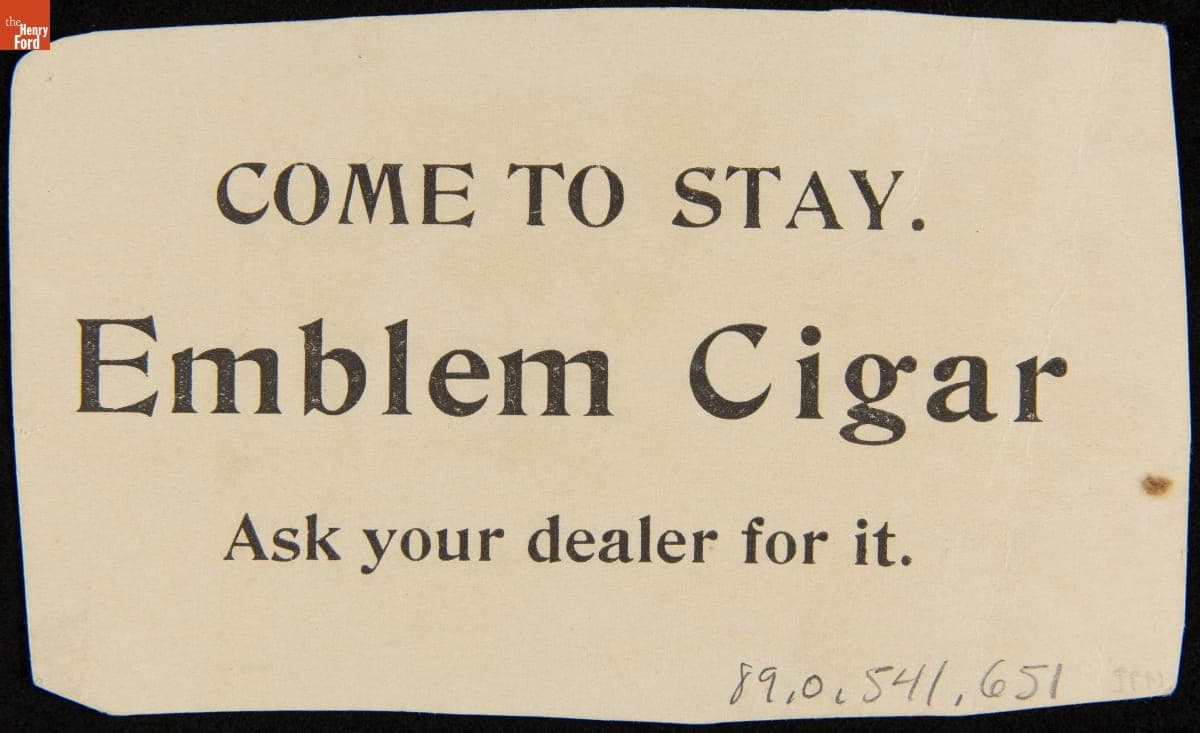 the
Henry
Ford
COME TO STAY.
Emblem Cigar
Ask your dealer for it.
89.0.541.651